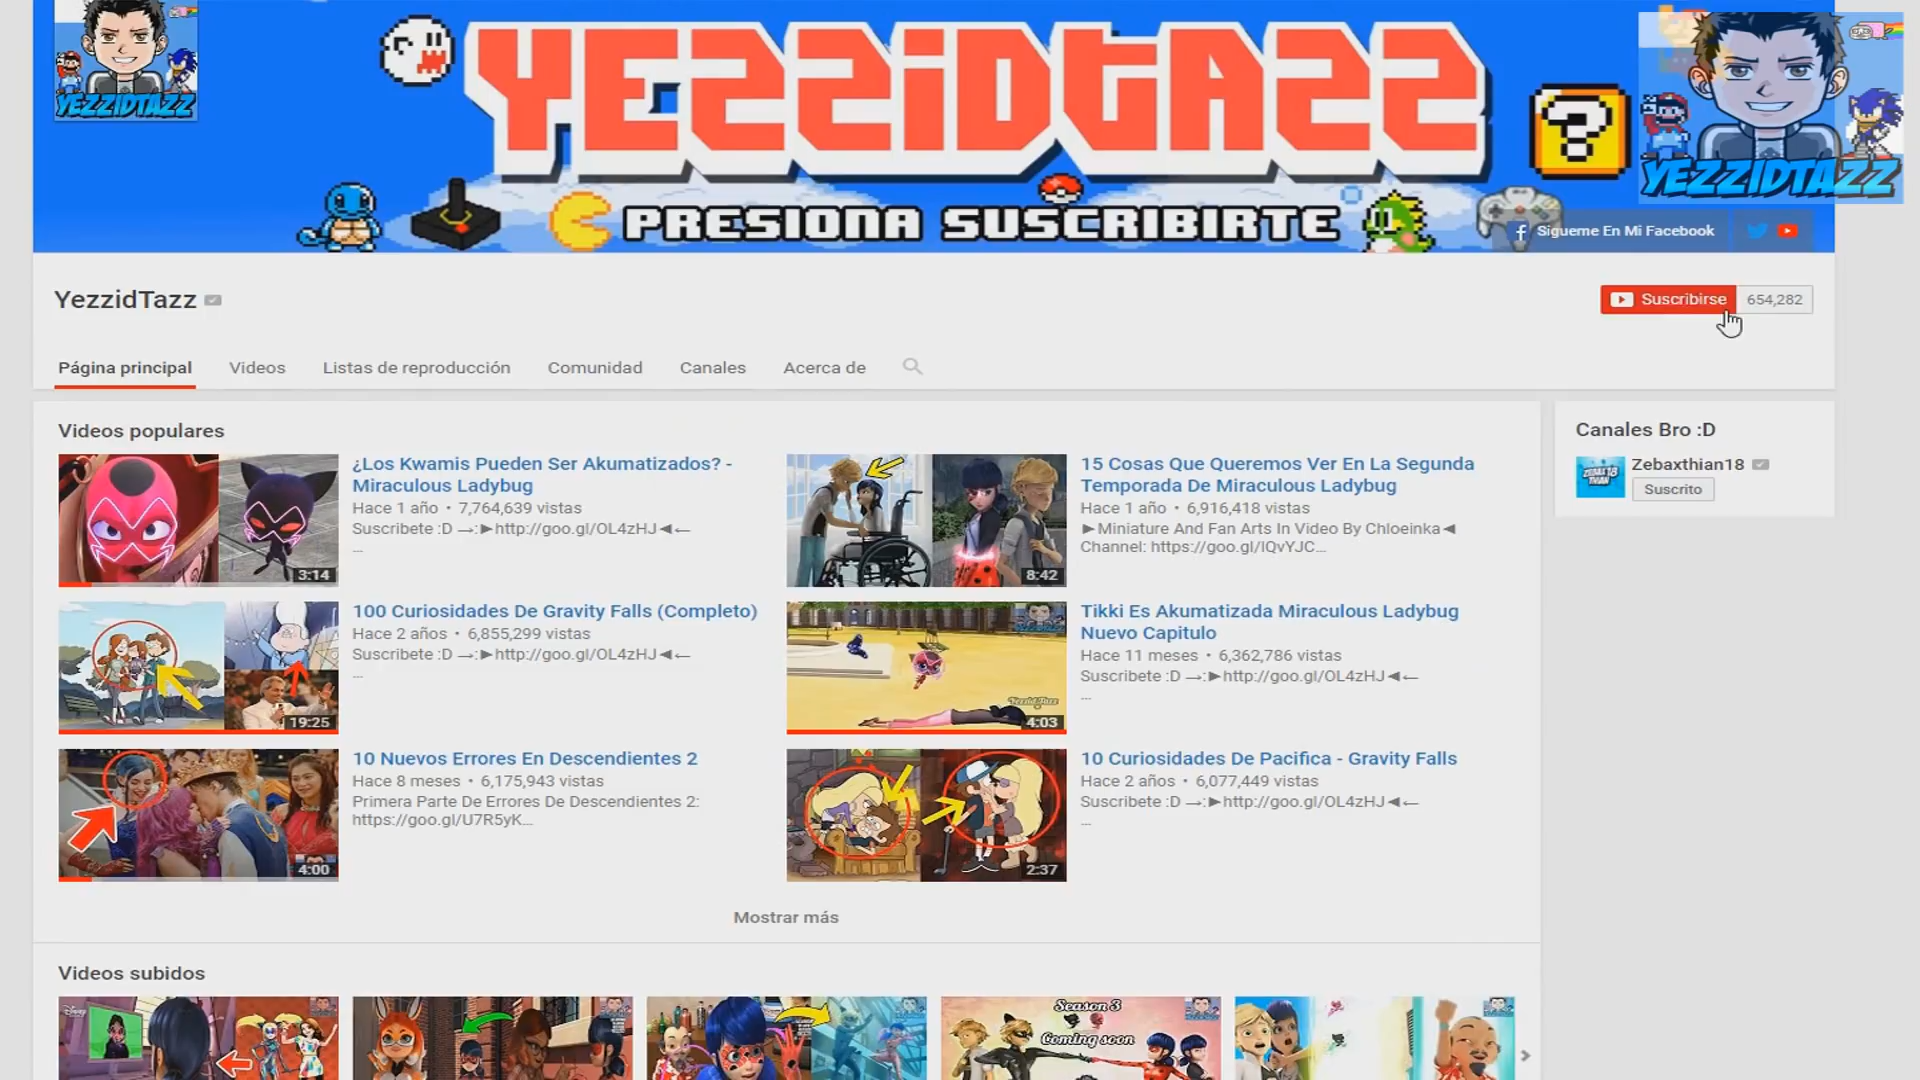 YEZZIDTAZZ
YEZZIDTAZZ
YEZZIDTAZZ
PRESIONA SUSCRIBIRTE
Sigueme En Mi Facebook
YezzidTazz
Suscribirse 654,282
Página principal Videos Listas de reproducción Comunidad Canales Acerca de
Videos populares
¿Los Kwamis Pueden Ser Akumatizados? -
Miraculous Ladybug
Hace 1 año • 7,764,639 vistas
Suscribete :D →:►http://goo.gl/OL4zHJ◄←
...
3:14
15 Cosas Que Queremos Ver En La Segunda
Temporada De Miraculous Ladybug
Hace 1 año • 6,916,418 vistas
►Miniature And Fan Arts In Video By Chloeinka◄
Channel: https://goo.gl/IQvYJC...
8:42
100 Curiosidades De Gravity Falls (Completo)
Hace 2 años • 6,855,299 vistas
Suscribete :D →:►http://goo.gl/OL4zHJ◄←
...
19:25
Tikki Es Akumatizada Miraculous Ladybug
Nuevo Capitulo
Hace 11 meses • 6,362,786 vistas
Suscribete :D →:►http://goo.gl/OL4zHJ◄←
...
YezzidTazz
4:03
10 Nuevos Errores En Descendientes 2
Hace 8 meses • 6,175,943 vistas
Primera Parte De Errores De Descendientes 2:
https://goo.gl/U7R5yK...
4:00
10 Curiosidades De Pacifica - Gravity Falls
Hace 2 años • 6,077,449 vistas
Suscribete :D →:►http://goo.gl/OL4zHJ◄←
...
2:37
Mostrar más
Canales Bro :D
Zebaxthian18
Suscrito
Videos subidos
Season 3
Coming soon